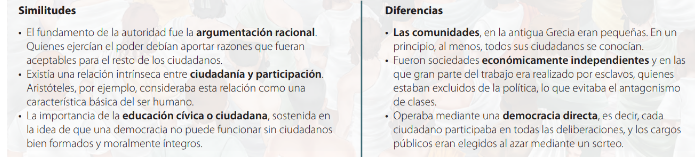 Similitudes
• El fundamento de la autoridad fue la argumentación racional.
Quienes ejercían el poder debían aportar razones que fueran
aceptables para el resto de los ciudadanos.
• Existía una relación intrínseca entre ciudadanía y participación.
Aristóteles, por ejemplo, consideraba esta relación como una
característica básica del ser humano.
• La importancia de la educación cívica o ciudadana, sostenida en
la idea de que una democracia no puede funcionar sin ciudadanos
bien formados y moralmente íntegros.
Diferencias
• Las comunidades, en la antigua Grecia eran pequeñas. En un
principio, al menos, todos sus ciudadanos se conocían.
• Fueron sociedades económicamente independientes y en las
que gran parte del trabajo era realizado por esclavos, quienes
estaban excluidos de la política, lo que evitaba el antagonismo
de clases.
• Operaba mediante una democracia directa, es decir, cada
ciudadano participaba en todas las deliberaciones, y los cargos
públicos eran elegidos al azar mediante un sorteo.